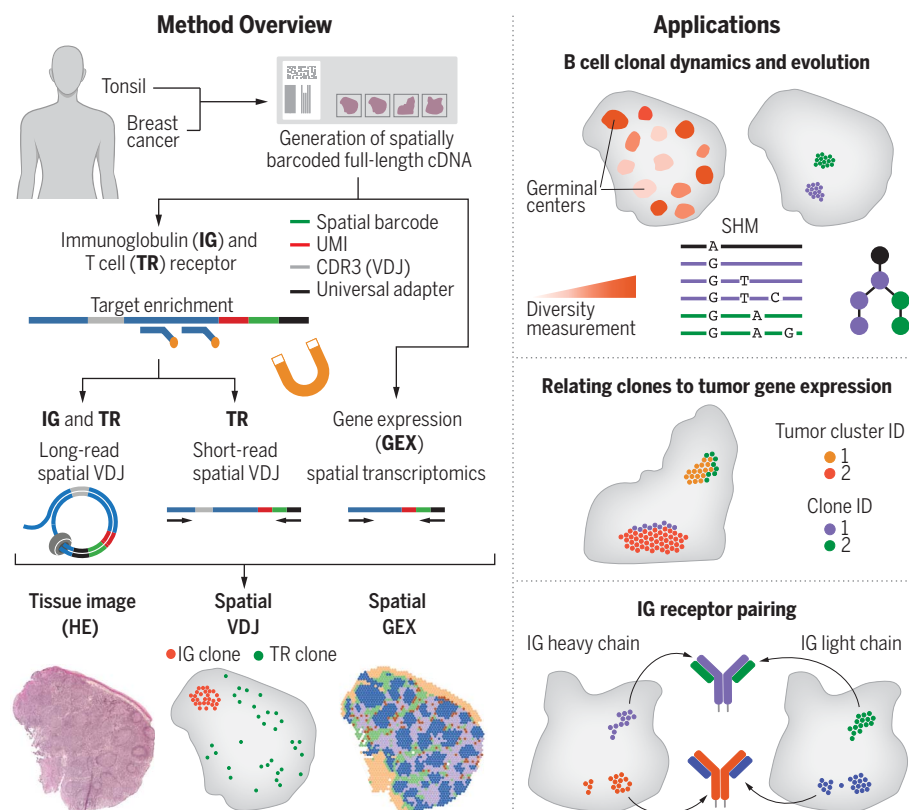 Method Overview
Tonsil
Breast
cancer
Generation of spatially
barcoded full-length cDNA
Immunoglobulin (IG) and
T cell (TR) receptor
Spatial barcode
UMI
CDR3 (VDJ)
Universal adapter
Target enrichment
IG and TR
Long-read
spatial VDJ
TR
Short-read
spatial VDJ
Gene expression
(GEX)
spatial transcriptomics
Tissue image
(HE)
Spatial
VDJ
IG clone
TR clone
Spatial
GEX
Applications
B cell clonal dynamics and evolution
Germinal
centers
SHM
A
G
G T
G T C
G A
G A G
Diversity
measurement
Relating clones to tumor gene expression
Tumor cluster ID
1
2
Clone ID
1
2
IG receptor pairing
IG heavy chain
IG light chain